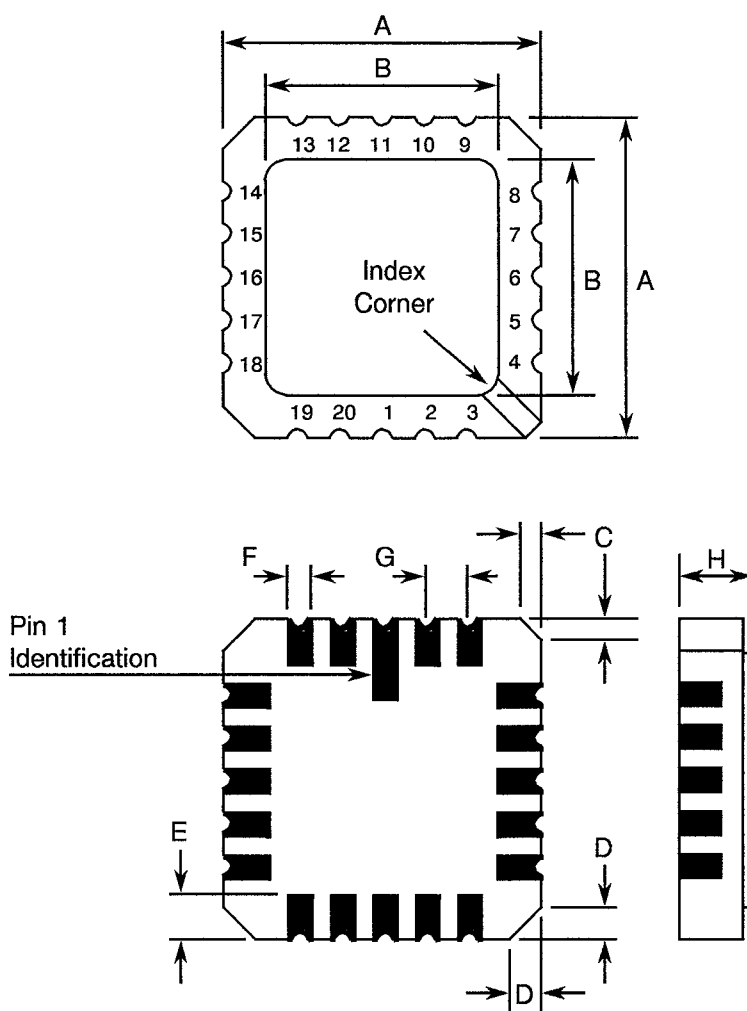 A
B
13 12 11 10 9
14 8
15 7
16 6
17 5
18 4
Index
Corner
B A
19 20 1 2 3
F G C H
Pin 1
Identification
E D
D